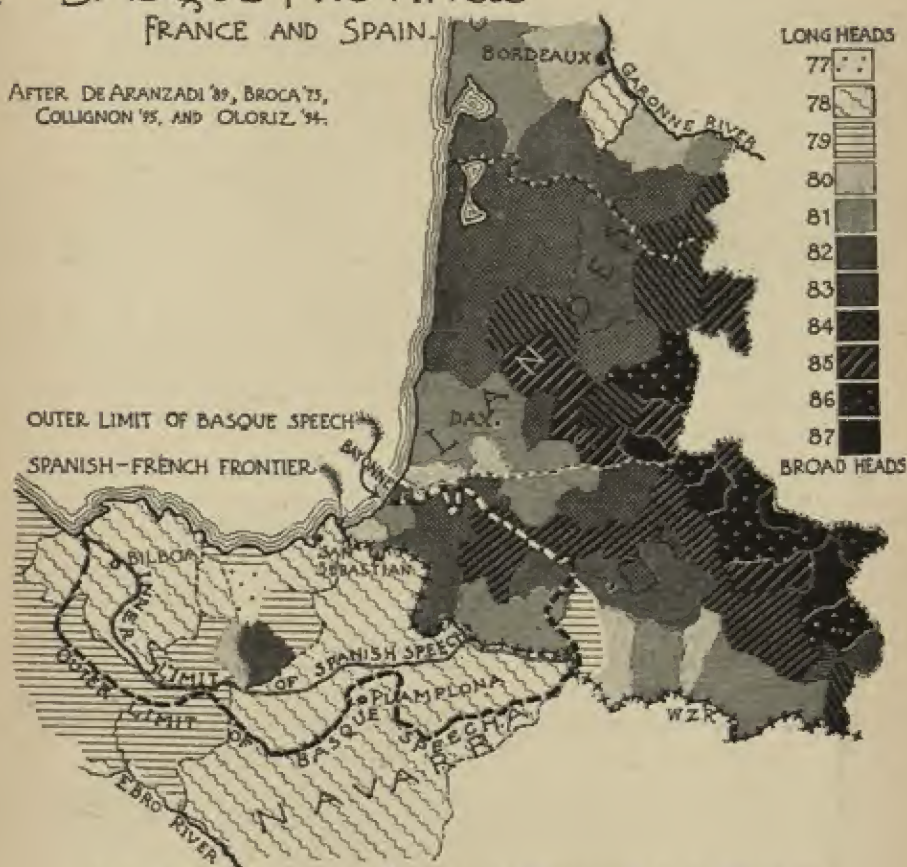 FRANCE AND SPAIN.
AFTER DE ARANZADI '89, BROCA '75,
COLLIGNON '95, AND OLORIZ '94.
BORDEAUX
GARONNE RIVER
LONG HEADS
77
78
79
80
81
82
83
84
85
86
87
BROAD HEADS
DAX.
OUTER LIMIT OF BASQUE SPEECH
BAYONNE
SPANISH-FRENCH FRONTIER
BILBOA
SAN
SEBASTIAN
INNER LIMIT OF SPANISH SPEECH
PUAMPLONA
OUTER LIMIT OF BASQUE SPEECH
NAVARRA
EBRO RIVER
WZR